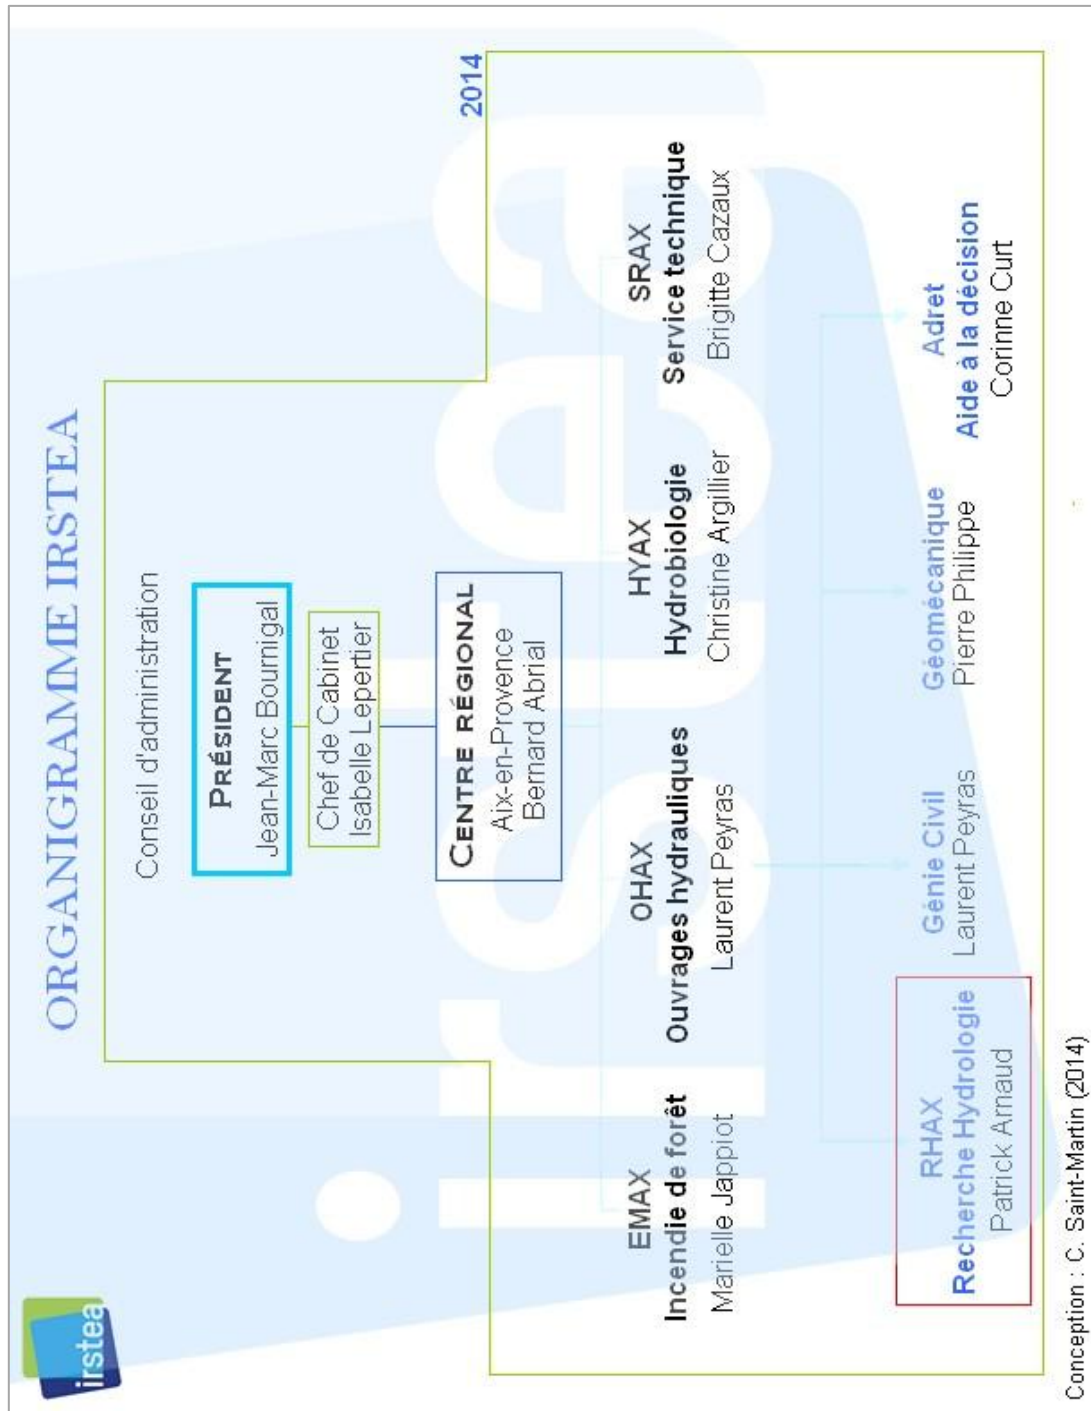 irstea
ORGANIGRAMME IRSTEA
Conseil d'administration
PRÉSIDENT
Jean-Marc Bournigal
Chef de Cabinet
Isabelle Lepertier
2014
CENTRE RÉGIONAL
Aix-en-Provence
Bernard Abrial
irstea
EMAX
Incendie de forêt
Marielle Jappiot
OHAX
Ouvrages hydrauliques
Laurent Peyras
HYAX
Hydrobiologie
Christine Argillier
SRAX
Service technique
Brigitte Cazaux
RHAX
Recherche Hydrologie
Patrick Arnaud
Génie Civil
Laurent Peyras
Géomécanique
Pierre Philippe
Adret
Aide à la décision
Corinne Curt
Conception : C. Saint-Martin (2014)